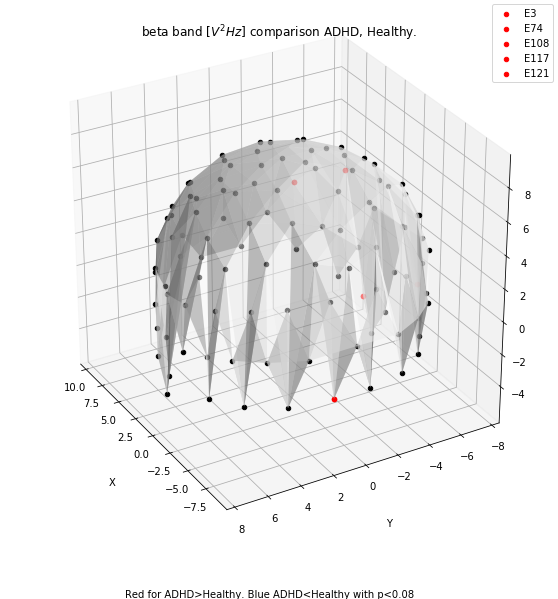 beta band [V²Hz] comparison ADHD, Healthy.
E3
E74
E108
E117
E121
8
6
4
2
0
−2
−4
10.0
7.5
5.0
2.5
0.0
−2.5
−5.0
−7.5
X
8
6
4
2
0
−2
−4
−6
−8
Y
Red for ADHD>Healthy. Blue ADHD<Healthy with p<0.08